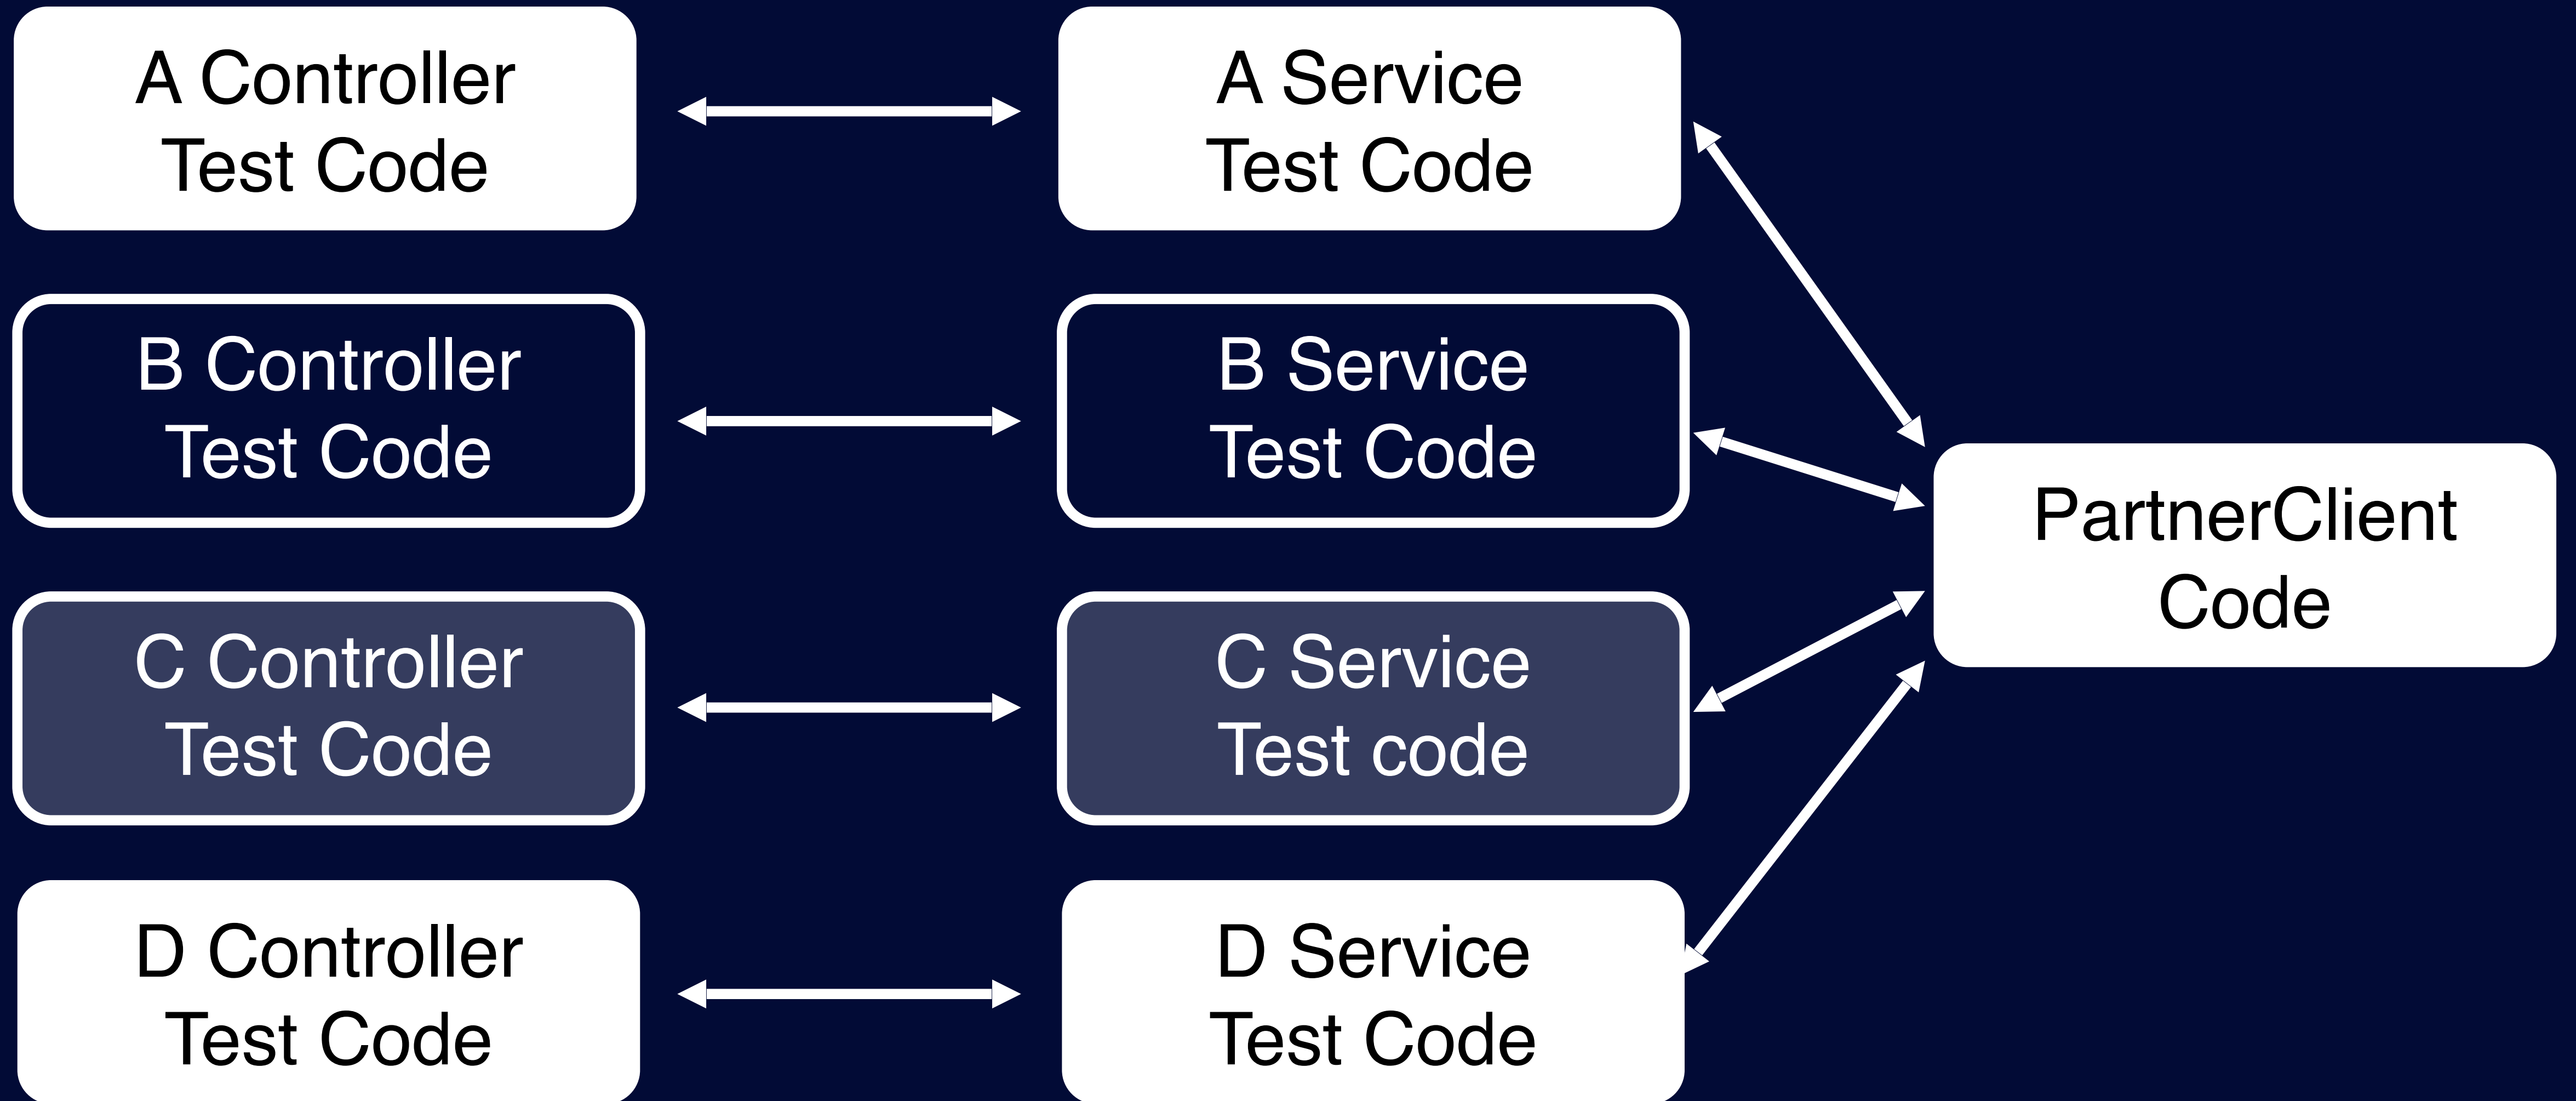 A Controller
Test Code
A Service
Test Code
B Controller
Test Code
B Service
Test Code
PartnerClient
Code
C Controller
Test Code
C Service
Test code
D Controller
Test Code
D Service
Test Code